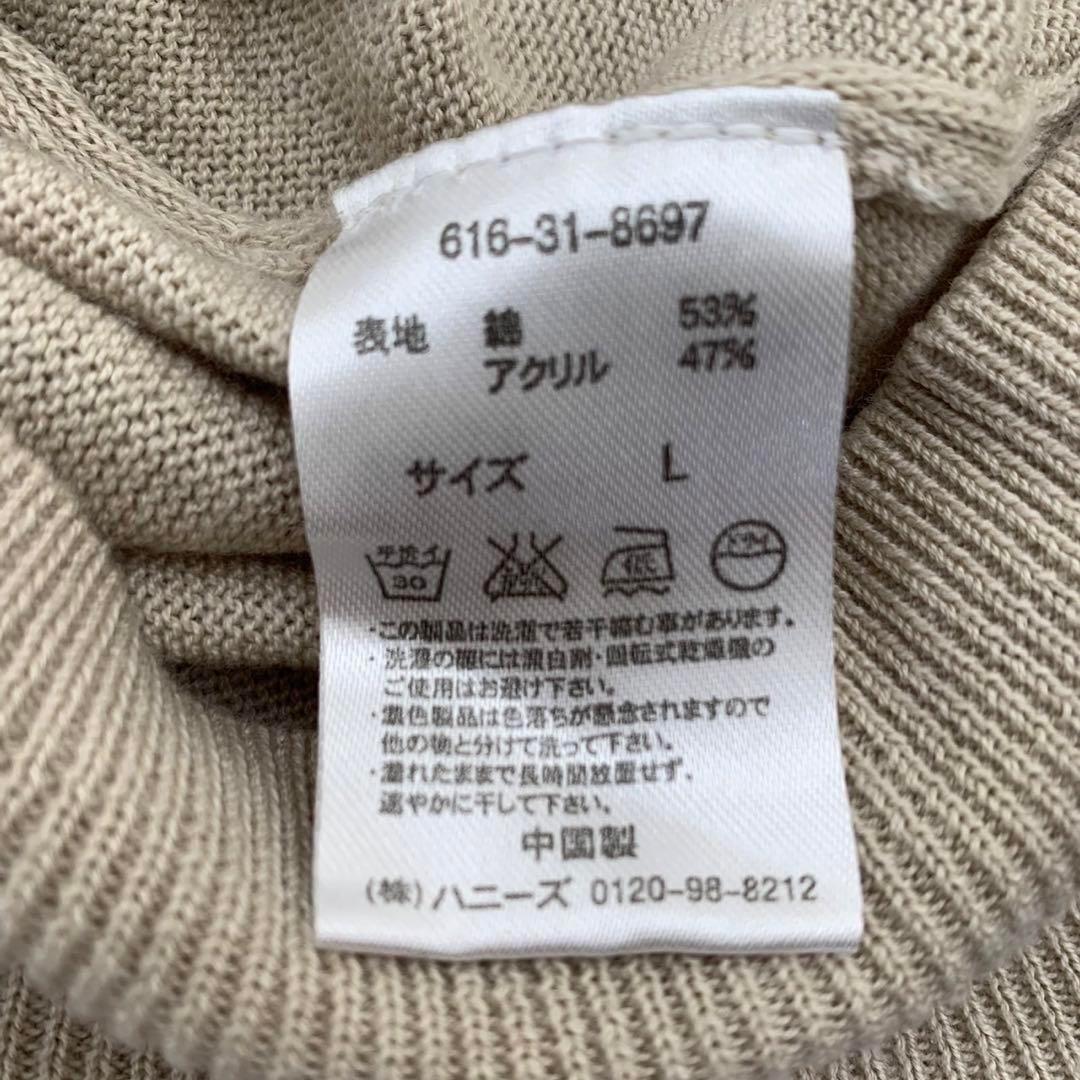 616-31-8697
表地 綿 53%
アクリル 47%
サイズ L
手洗イ
30
低
・この製品は洗濯で若干縮む事があります。
・洗濯の際には漂白剤・回転式乾燥機の
ご使用はお避け下さい。
・濃色製品は色落ちが懸念されますので
他の物と分けて洗って下さい。
・濡れたままで長時間放置せず、
速やかに干して下さい。
中国製
(株)ハニーズ 0120-98-8212